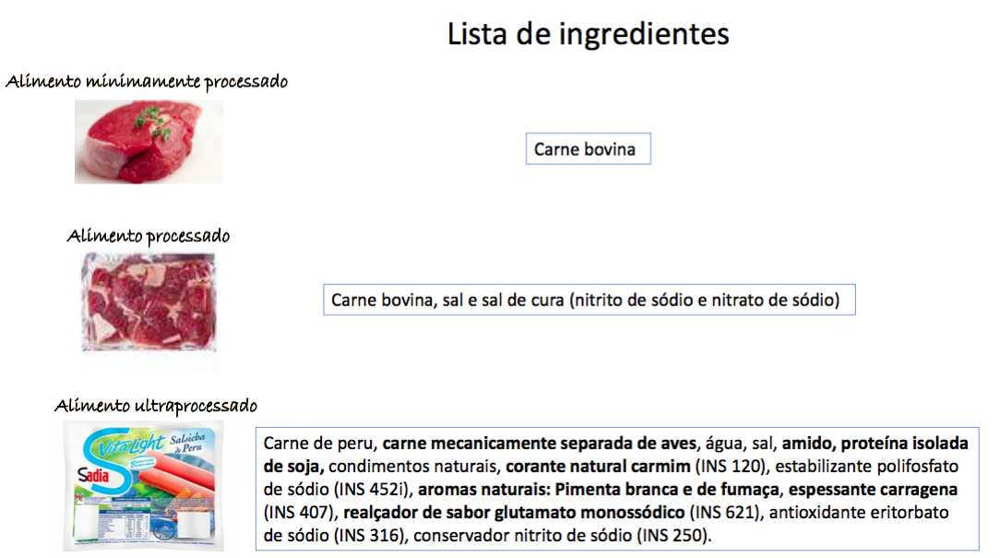 Lista de ingredientes
Alimento minimamente processado
Carne bovina
Alimento processado
Carne bovina, sal e sal de cura (nitrito de sódio e nitrato de sódio)
Alimento ultraprocessado
Vita Light
Salsicha
de Peru
Sadia
Carne de peru, carne mecanicamente separada de aves, água, sal, amido, proteína isolada
de soja, condimentos naturais, corante natural carmim (INS 120), estabilizante polifosfato
de sódio (INS 452i), aromas naturais: Pimenta branca e de fumaça, espessante carragena
(INS 407), realçador de sabor glutamato monossódico (INS 621), antioxidante eritorbato
de sódio (INS 316), conservador nitrito de sódio (INS 250).